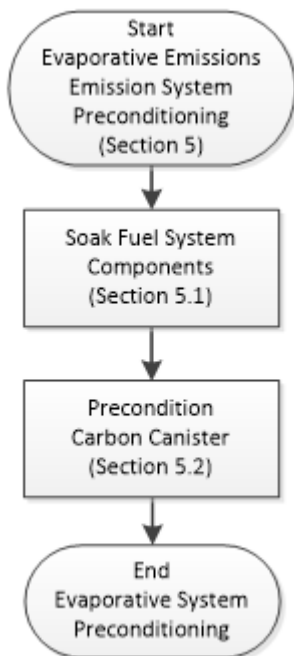 Start
Evaporative Emissions
Emission System
Preconditioning
(Section 5)
Soak Fuel System
Components
(Section 5.1)
Precondition
Carbon Canister
(Section 5.2)
End
Evaporative System
Preconditioning